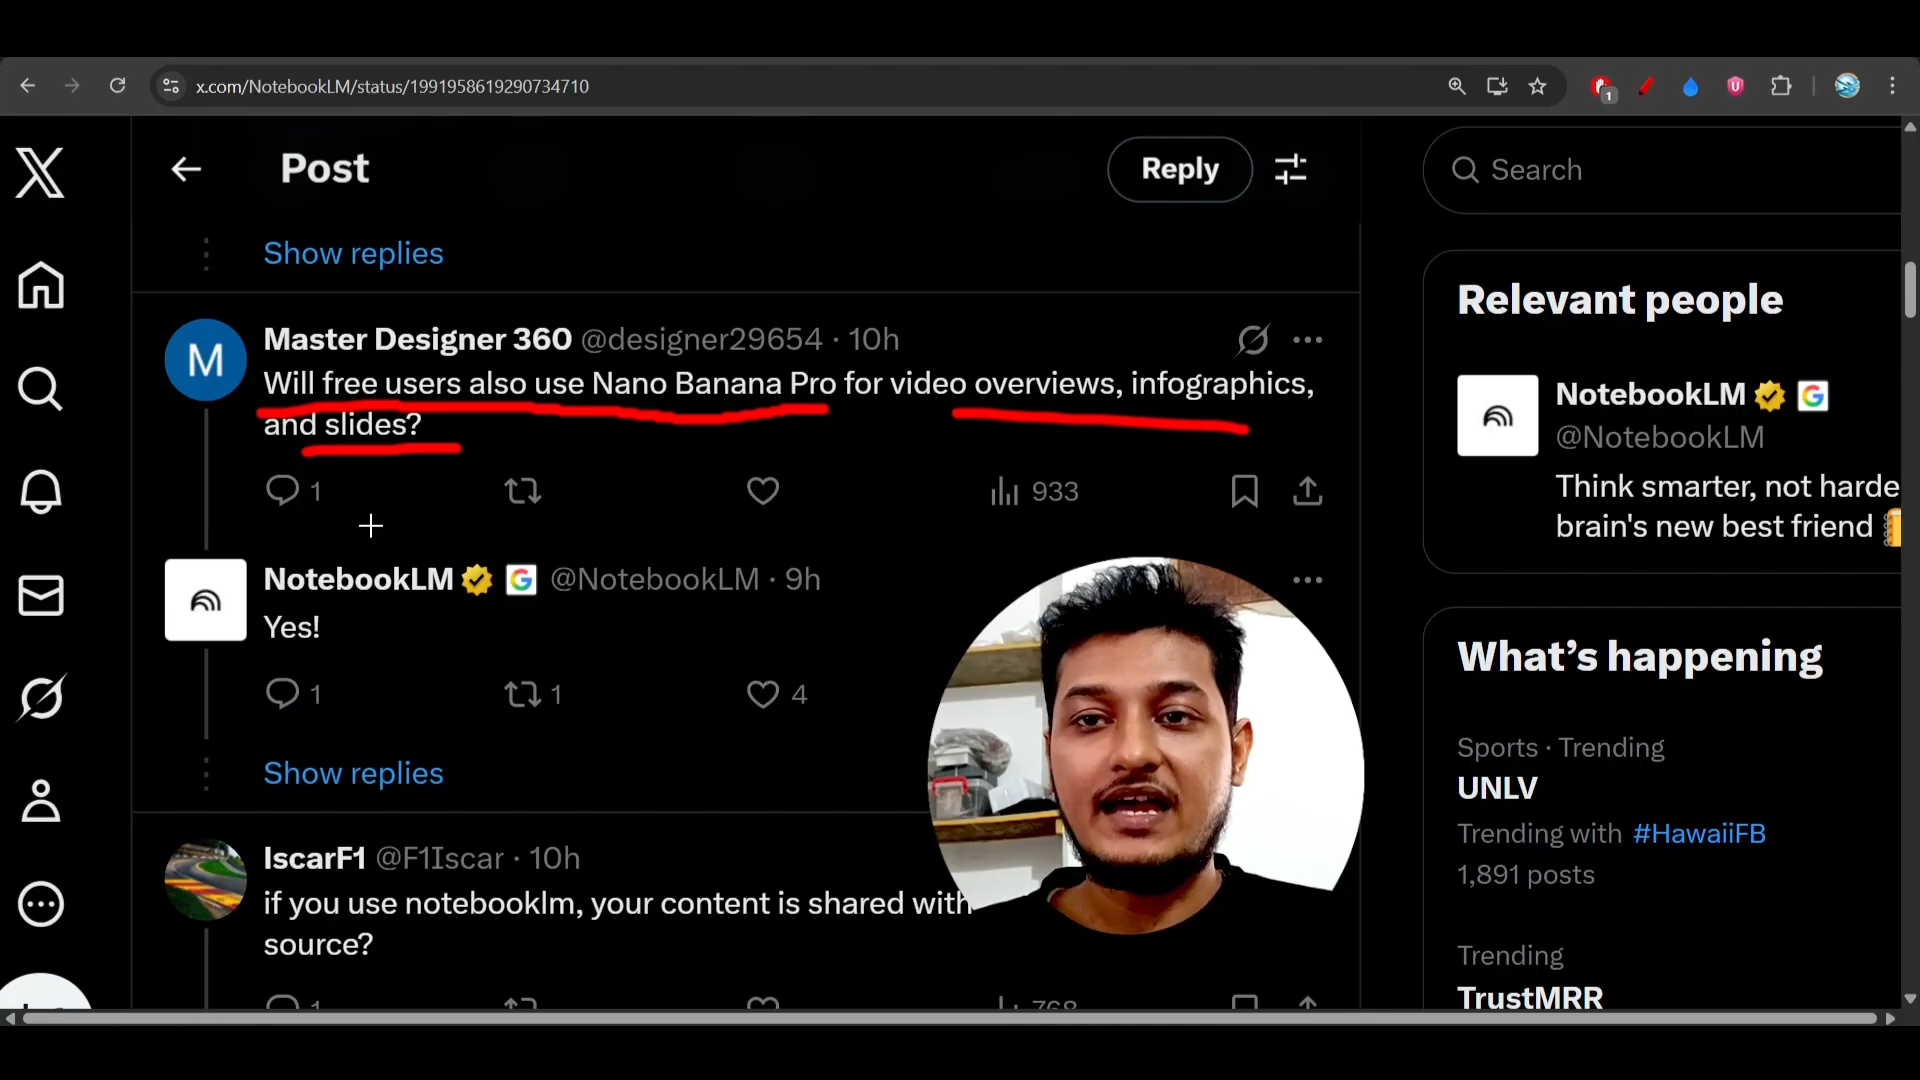 x.com/NotebookLM/status/1991958619290734710
1
Post
Reply
Search
Show replies
Relevant people
Master Designer 360 @designer29654 · 10h
Will free users also use Nano Banana Pro for video overviews, infographics,
and slides?
1
933
M
NotebookLM
@NotebookLM
Think smarter, not harde
brain's new best friend
NotebookLM @NotebookLM · 9h
Yes!
1
1
4
Show replies
What's happening
Sports · Trending
UNLV
Trending with #HawaiiFB
1,891 posts
IscarF1 @F1Iscar · 10h
if you use notebooklm, your content is shared with
source?
1
768
Trending
TrustMRR